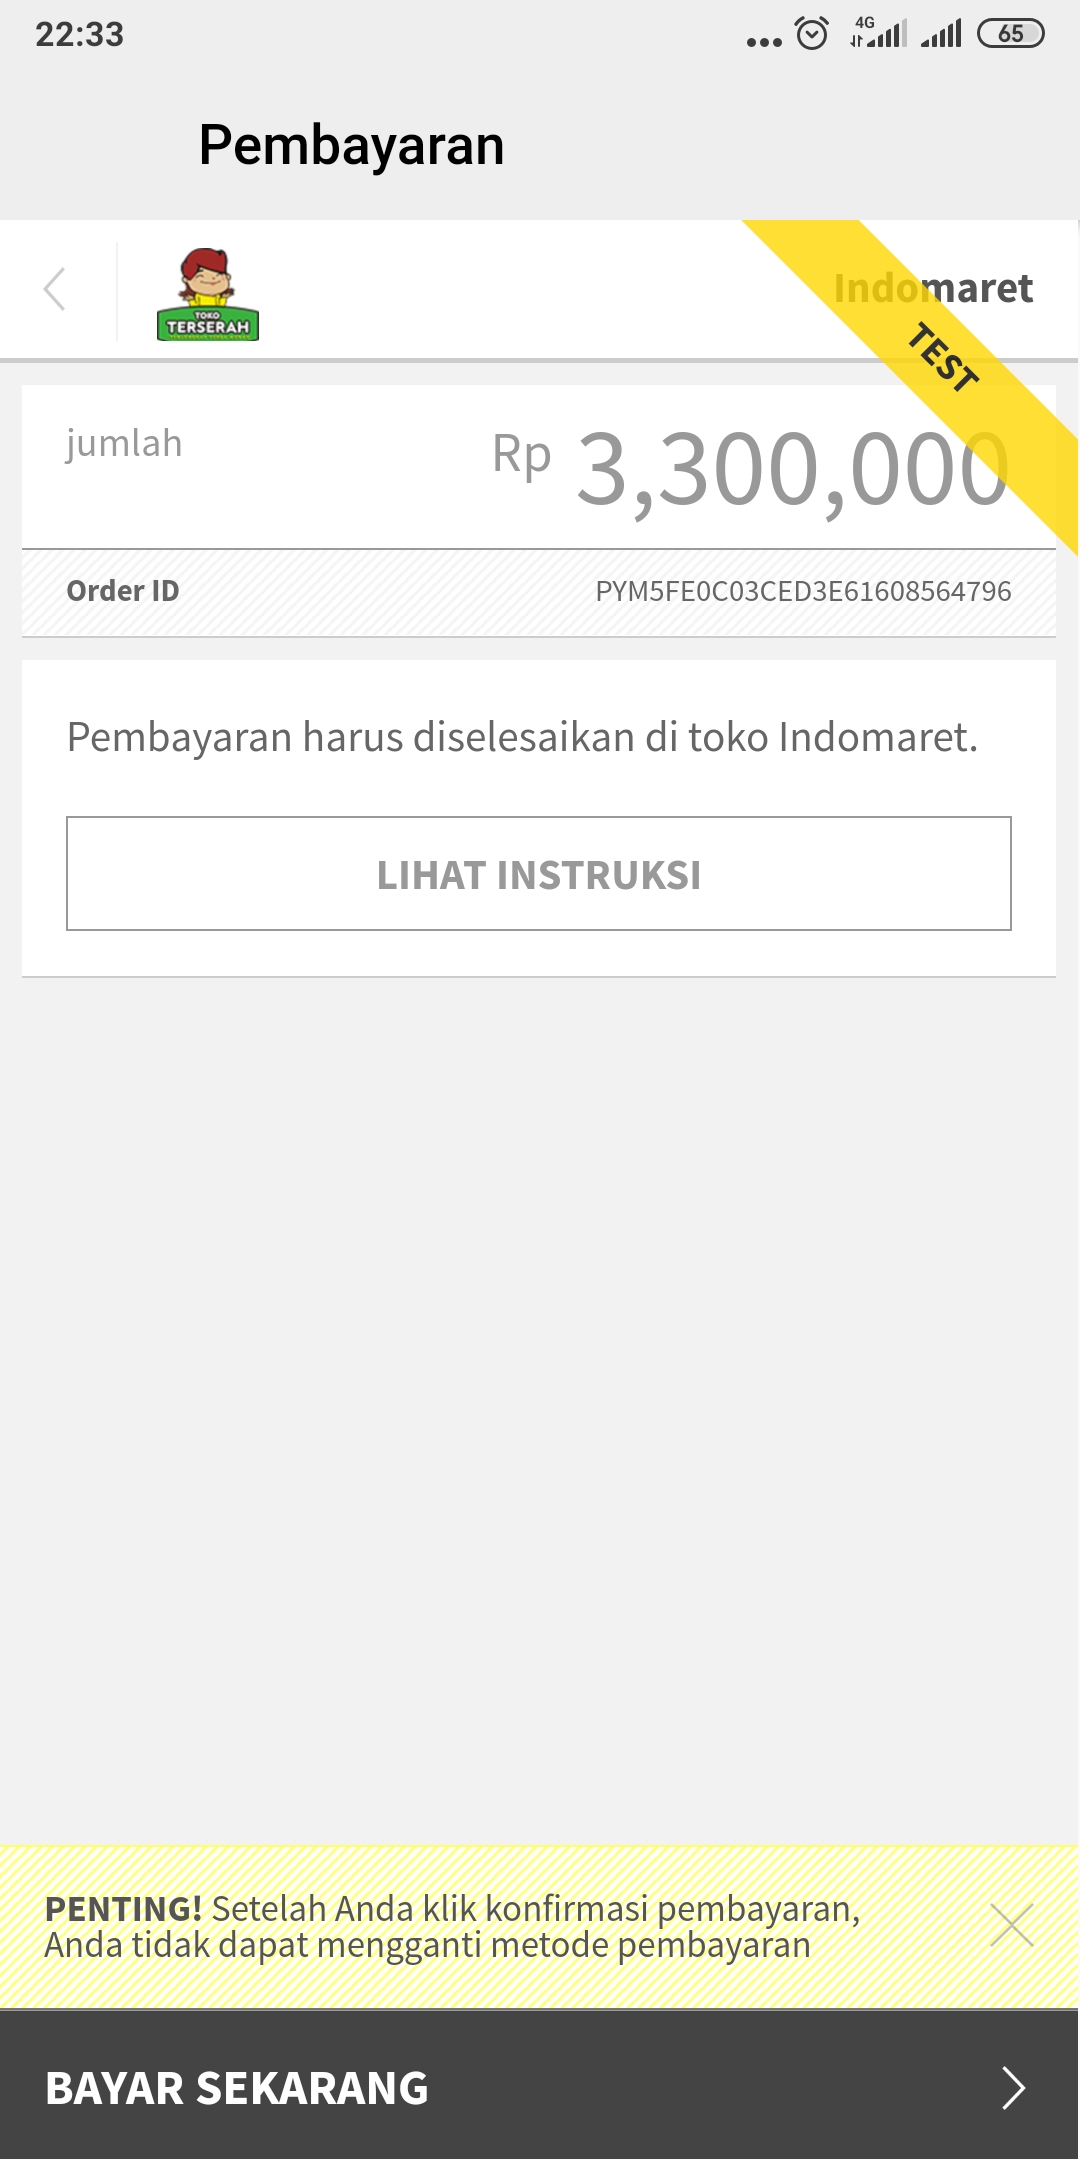 22:33
4G
65
Pembayaran
TOKO
TERSERAH
Indomaret
TEST
jumlah
Rp 3,300,000
Order ID
PYM5FE0C03CED3E61608564796
Pembayaran harus diselesaikan di toko Indomaret.
LIHAT INSTRUKSI
PENTING! Setelah Anda klik konfirmasi pembayaran,
Anda tidak dapat mengganti metode pembayaran
BAYAR SEKARANG